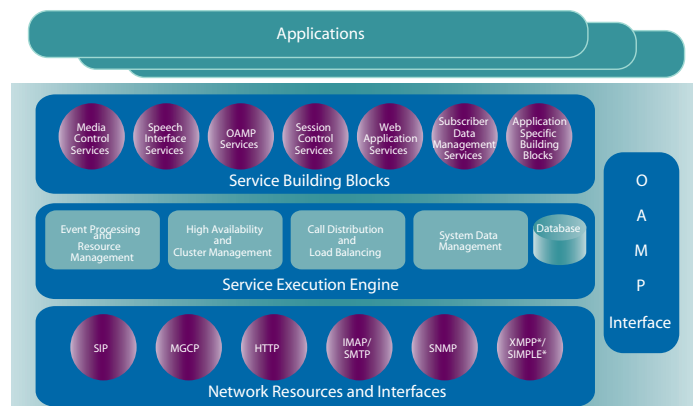 Applications
Media
Control
Services
Speech
Interface
Services
OAMP
Services
Session
Control
Services
Web
Application
Services
Subscriber
Data
Management
Services
Application
Specific
Building
Blocks
Service Building Blocks
Event Processing
and
Resource
Management
High Availability
and
Cluster Management
Call Distribution
and
Load Balancing
System Data
Management
Database
Service Execution Engine
SIP
MGCP
HTTP
IMAP/
SMTP
SNMP
XMPP*/
SIMPLE*
Network Resources and Interfaces
O
A
M
P
Interface